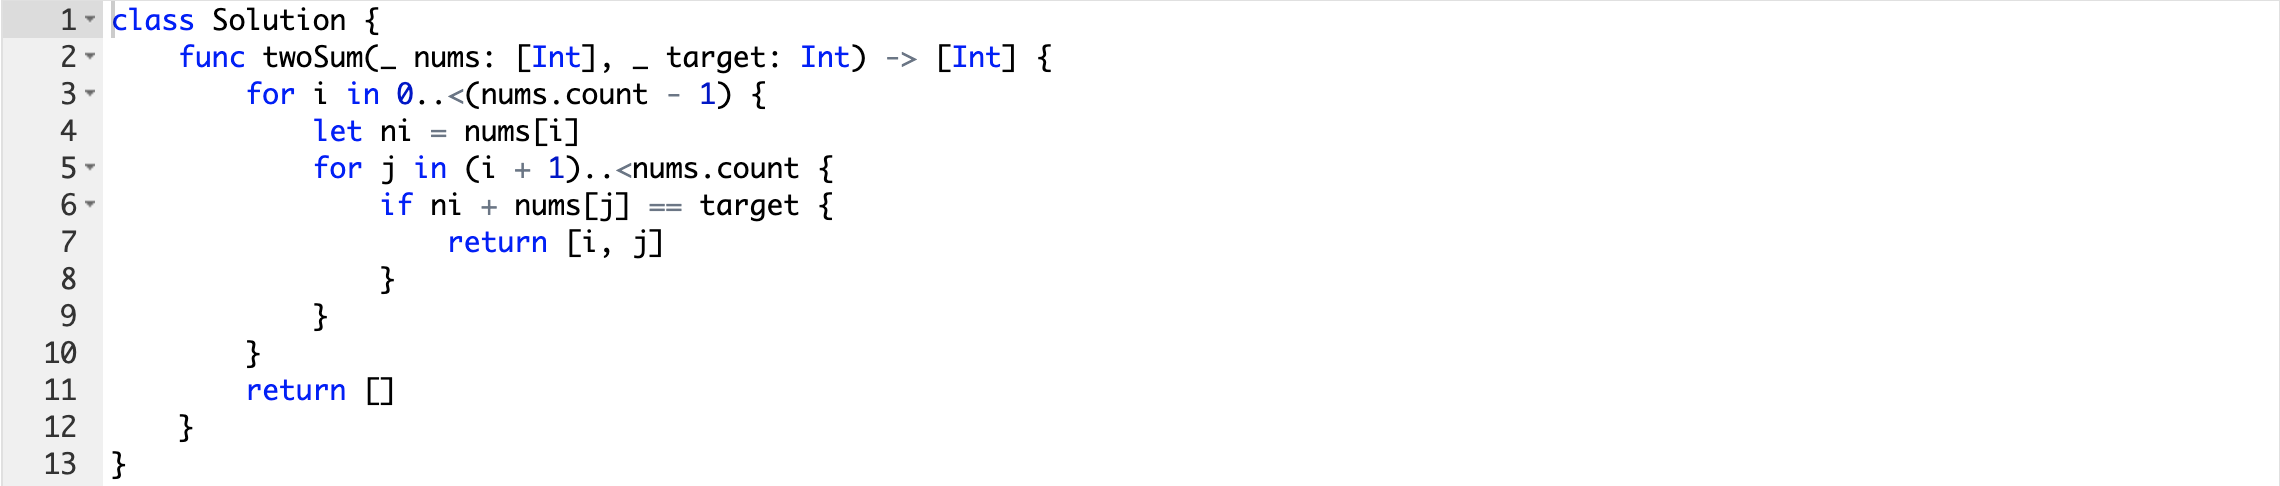 1 class Solution {
2     func twoSum(_ nums: [Int], _ target: Int) -> [Int] {
3         for i in 0..<(nums.count - 1) {
4             let ni = nums[i]
5             for j in (i + 1)..<nums.count {
6                 if ni + nums[j] == target {
7                     return [i, j]
8                 }
9             }
10         }
11         return []
12     }
13 }